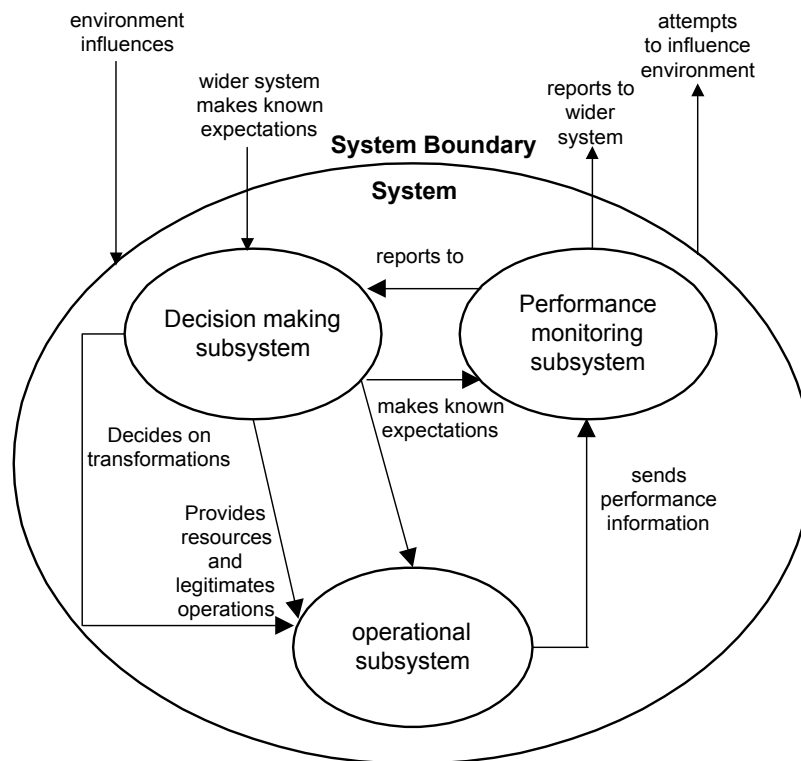 environment
influences
attempts
to influence
environment
wider system
makes known
expectations
reports to
wider
system
System Boundary
System
reports to
Decision making
subsystem
Performance
monitoring
subsystem
makes known
expectations
Decides on
transformations
sends
performance
information
Provides
resources
and
legitimates
operations
operational
subsystem